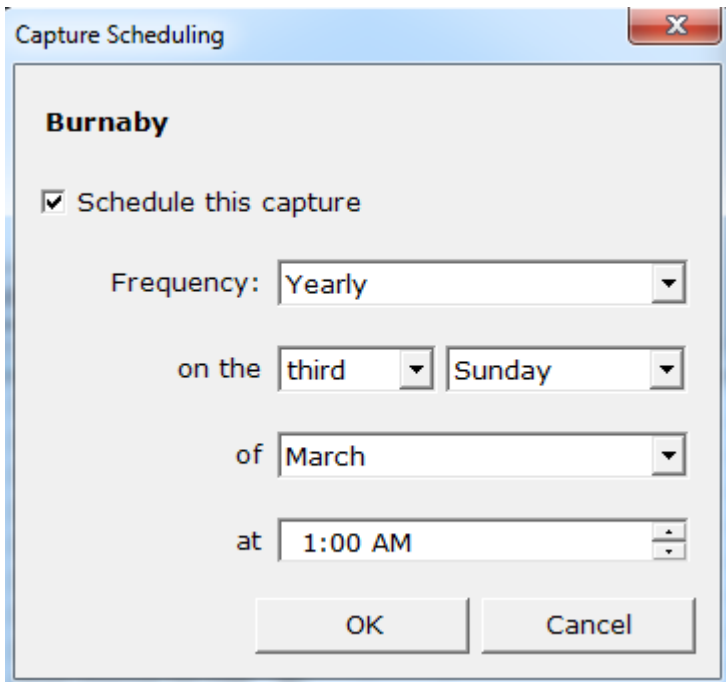 Capture Scheduling
Burnaby
Schedule this capture
Frequency: Yearly
on the third Sunday
of March
at 1:00 AM
OK Cancel